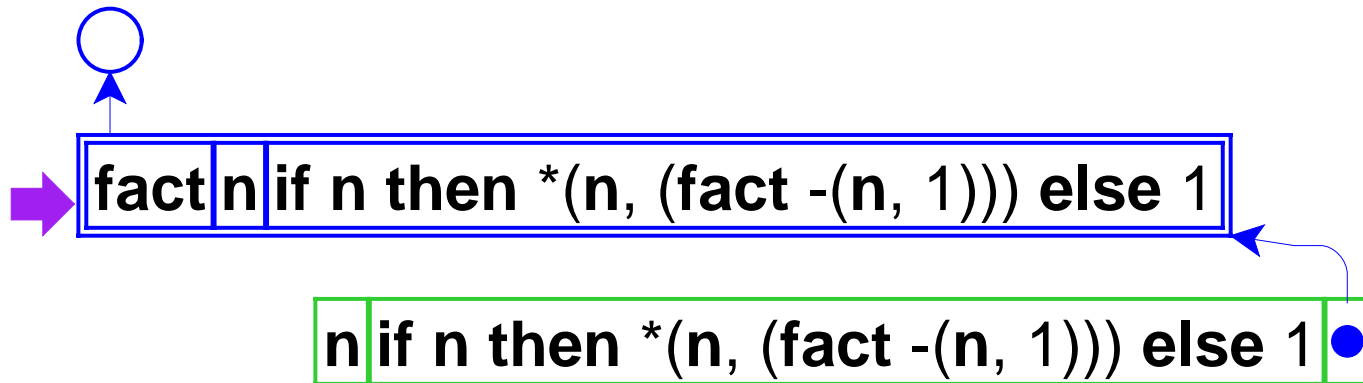 fact n if n then *(n, (fact -(n, 1))) else 1
n if n then *(n, (fact -(n, 1))) else 1